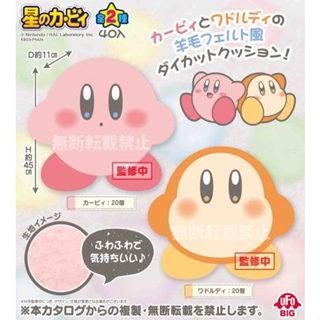 星のカービィ
全2種
40入
© Nintendo / HAL Laboratory, Inc.
カービィとワドルディの
羊毛フェルト風
ダイカットクッション!
D約11cm
H約45cm
無断転載禁止
監修中
カービィ:20個
無断転載禁止
監修中
ワドルディ:20個
生地イメージ
ふわふわで
気持ちいい♪
※本カタログからの複製・無断転載を禁止します。
UFO
BIG